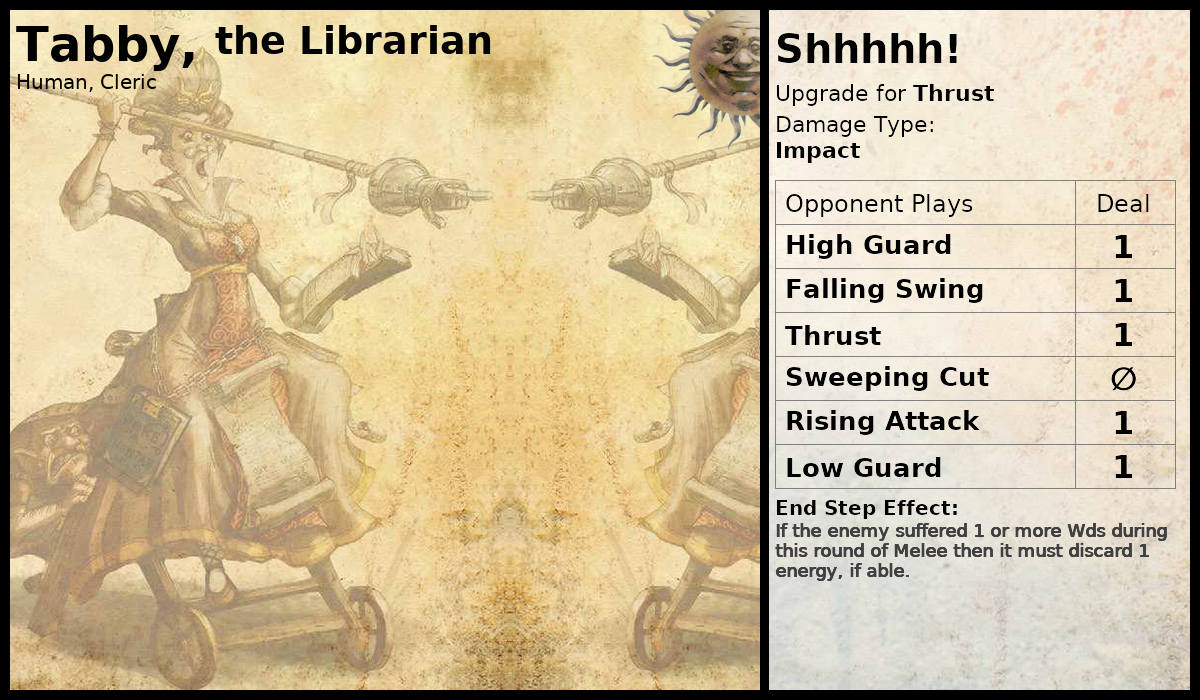 Tabby, the Librarian
Human, Cleric
Shhhhh!
Upgrade for Thrust
Damage Type:
Impact
Opponent Plays Deal
High Guard 1
Falling Swing 1
Thrust 1
Sweeping Cut ∅
Rising Attack 1
Low Guard 1
End Step Effect:
If the enemy suffered 1 or more Wds during
this round of Melee then it must discard 1
energy, if able.